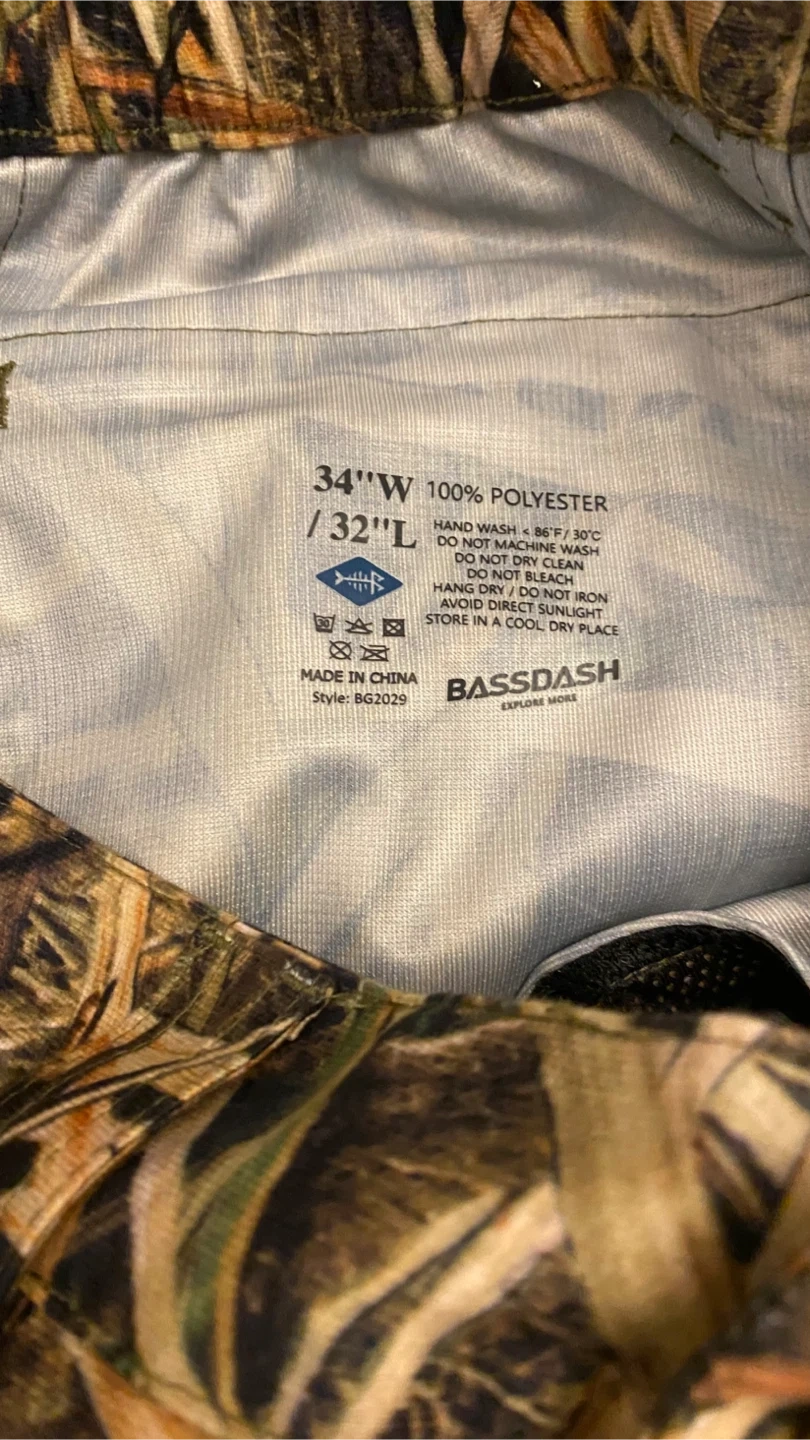 34"W
/ 32"L
100% POLYESTER
HAND WASH < 86°F/ 30°C
DO NOT MACHINE WASH
DO NOT DRY CLEAN
DO NOT BLEACH
HANG DRY / DO NOT IRON
AVOID DIRECT SUNLIGHT
STORE IN A COOL, DRY PLACE
30
MADE IN CHINA
Style: BG2029
BASSDASH
EXPLORE MORE